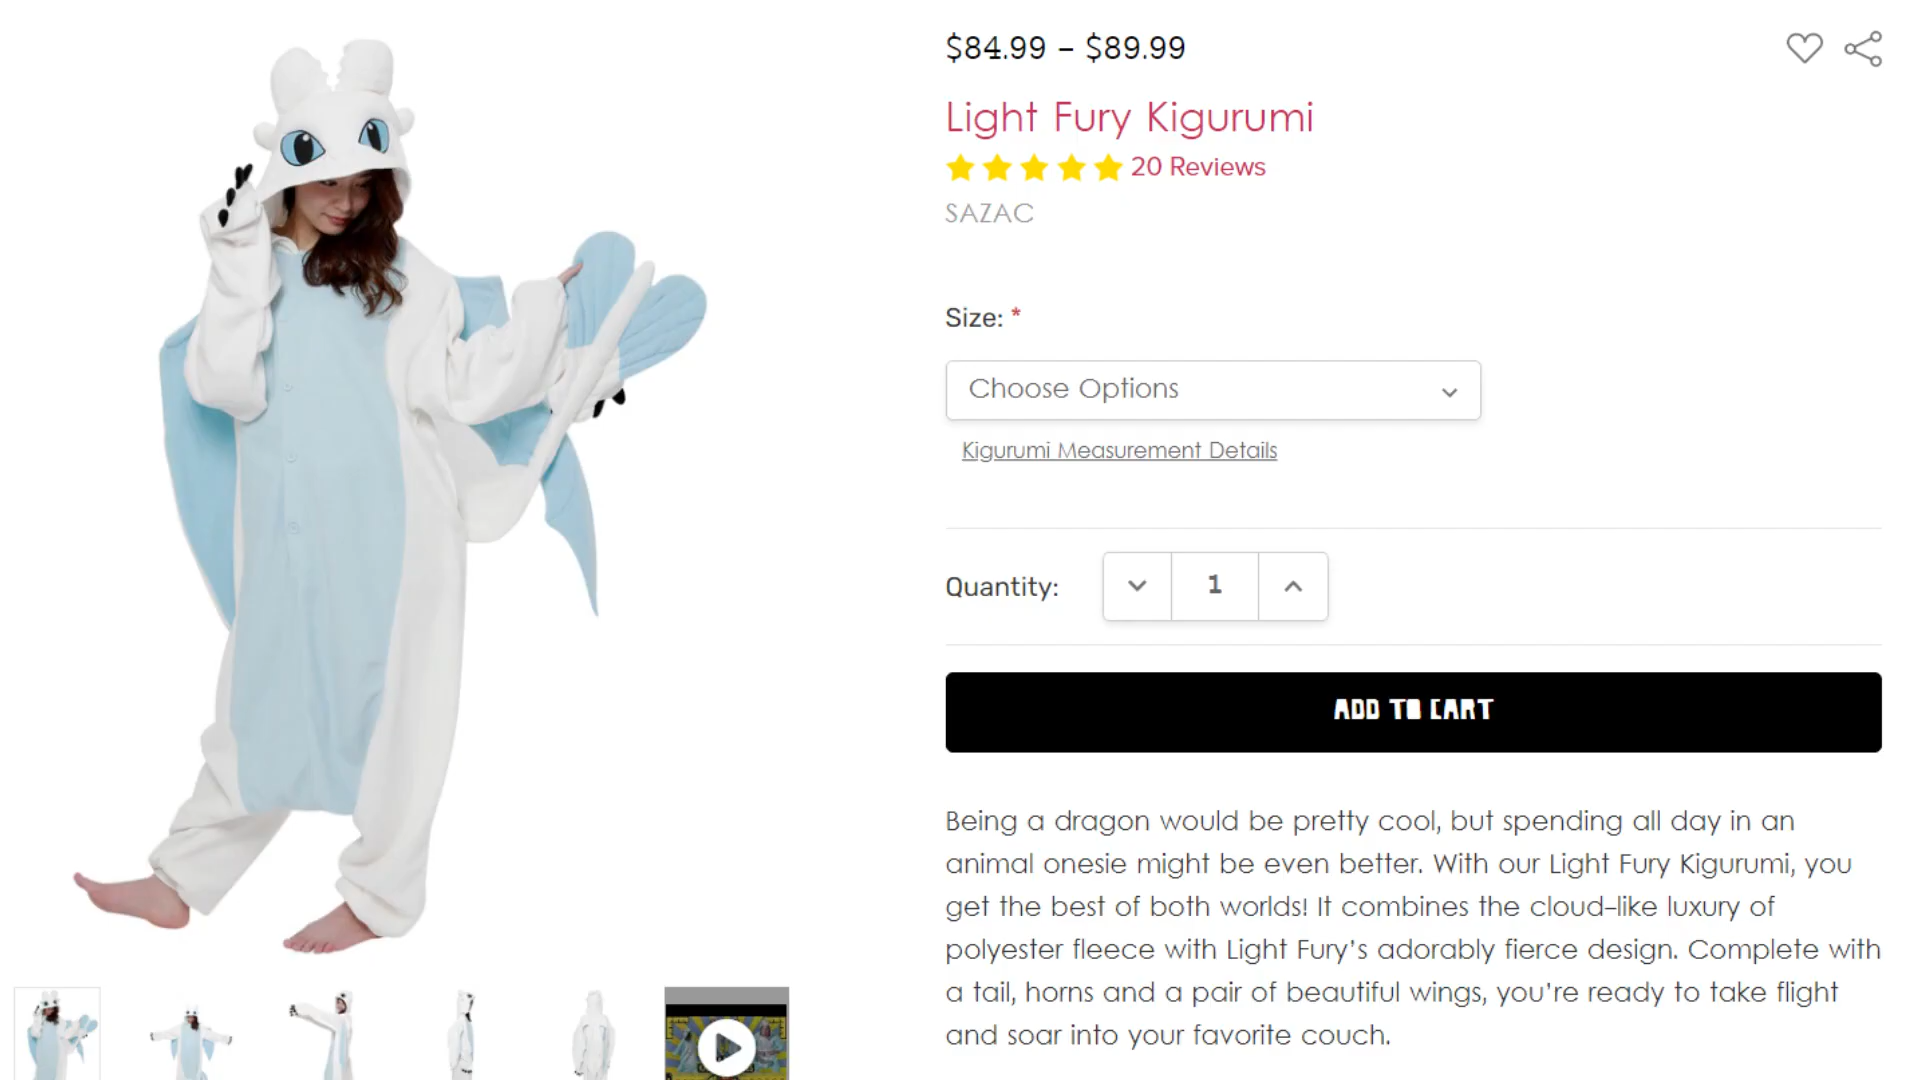 $84.99 – $89.99
Light Fury Kigurumi
20 Reviews
SAZAC
Size: *
Choose Options
Kigurumi Measurement Details
Quantity:
1
ADD TO CART
Being a dragon would be pretty cool, but spending all day in an
animal onesie might be even better. With our Light Fury Kigurumi, you
get the best of both worlds! It combines the cloud-like luxury of
polyester fleece with Light Fury's adorably fierce design. Complete with
a tail, horns and a pair of beautiful wings, you're ready to take flight
and soar into your favorite couch.